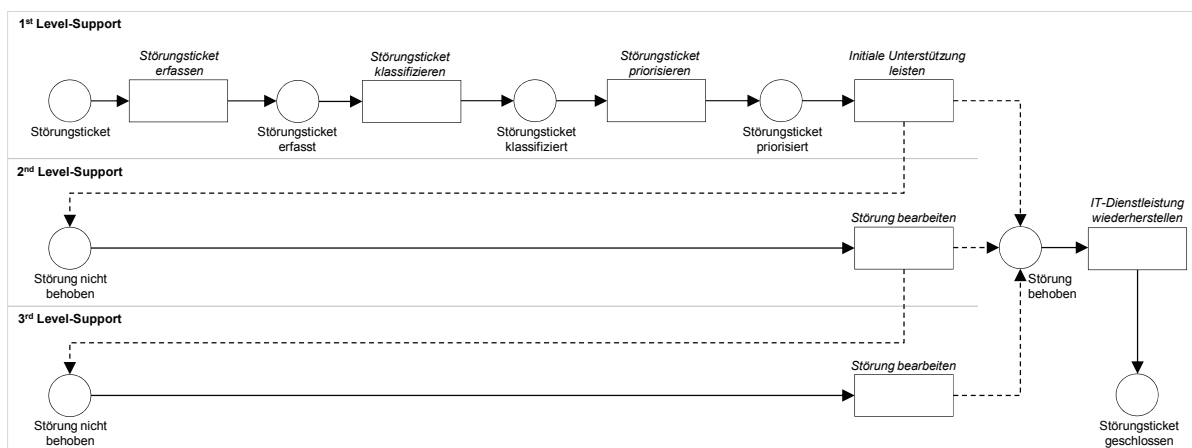 1st Level-Support
Störungsticket
erfassen
Störungsticket
klassifizieren
Störungsticket
priorisieren
Initiale Unterstützung
leisten
Störungsticket
Störungsticket
erfasst
Störungsticket
klassifiziert
Störungsticket
priorisiert
2nd Level-Support
Störung bearbeiten
IT-Dienstleistung
wiederherstellen
Störung nicht
behoben
Störung
behoben
3rd Level-Support
Störung bearbeiten
Störung nicht
behoben
Störungsticket
geschlossen